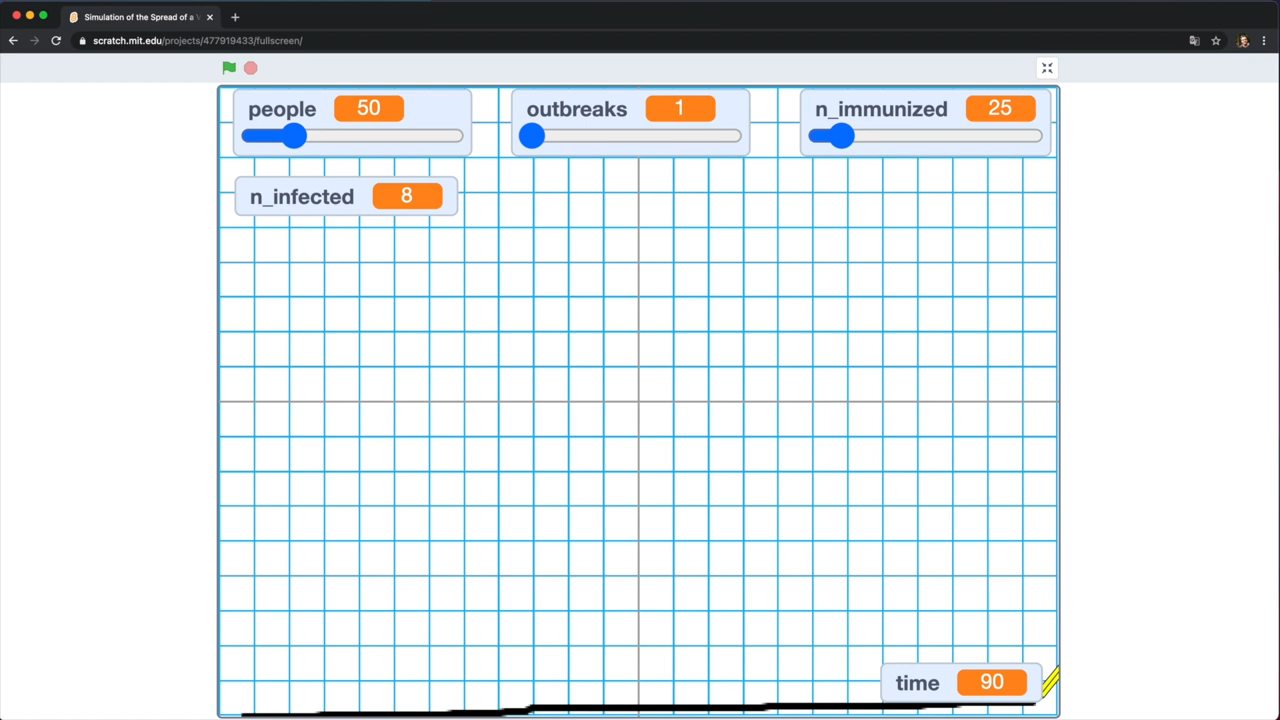 Simulation of the Spread of a V
scratch.mit.edu/projects/477919433/fullscreen/
people 50
outbreaks 1
n_immunized 25
n_infected 8
time 90